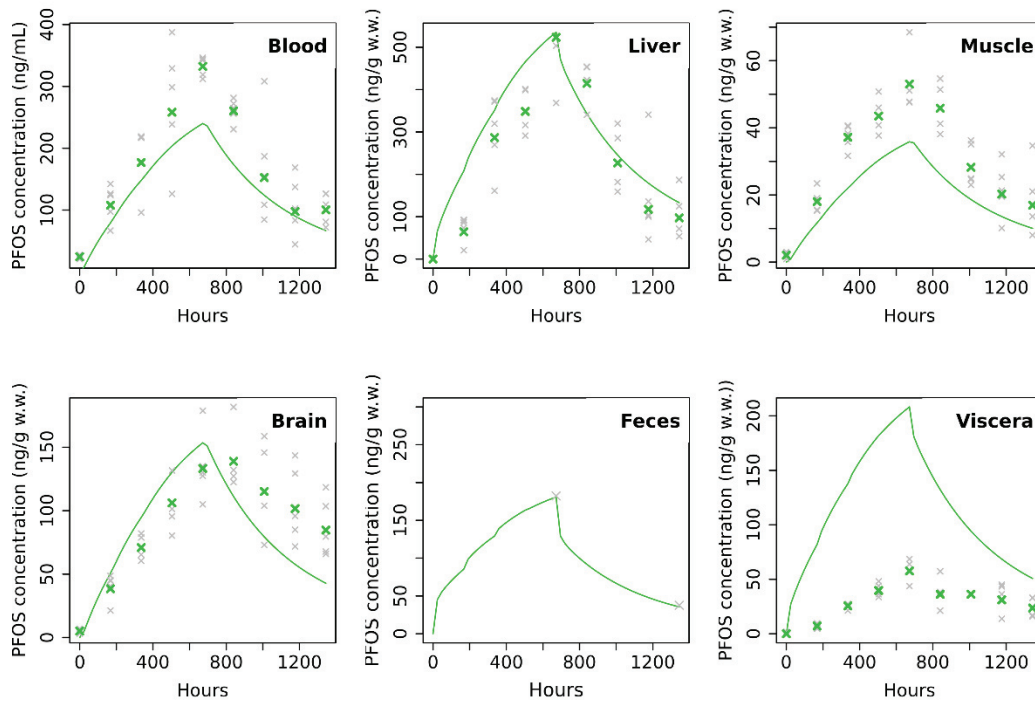 Blood
PFOS concentration (ng/mL)
400
300
200
100
0 400 800 1200
Hours
Liver
PFOS concentration (ng/g w.w.)
500
300
100
0
0 400 800 1200
Hours
Muscle
PFOS concentration (ng/g w.w.)
60
40
20
0
0 400 800 1200
Hours
Brain
PFOS concentration (ng/g w.w.)
150
100
50
0
0 400 800 1200
Hours
Feces
PFOS concentration (ng/g w.w.)
250
150
50
0
0 400 800 1200
Hours
Viscera
PFOS concentration (ng/g w.w.))
200
150
100
50
0
0 400 800 1200
Hours